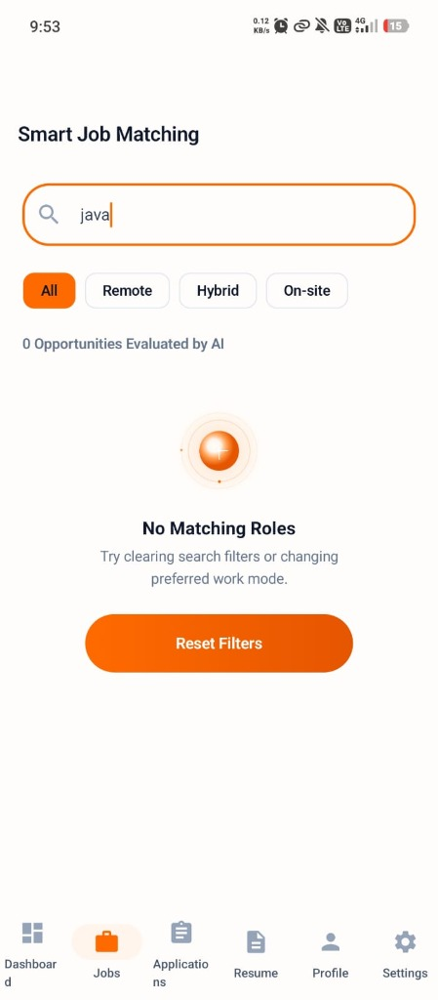 9:53
0.12
KB/s
Vo
LTE
4G
15
Smart Job Matching
java
All
Remote
Hybrid
On-site
0 Opportunities Evaluated by AI
No Matching Roles
Try clearing search filters or changing
preferred work mode.
Reset Filters
Dashboar
d
Jobs
Applicatio
ns
Resume
Profile
Settings